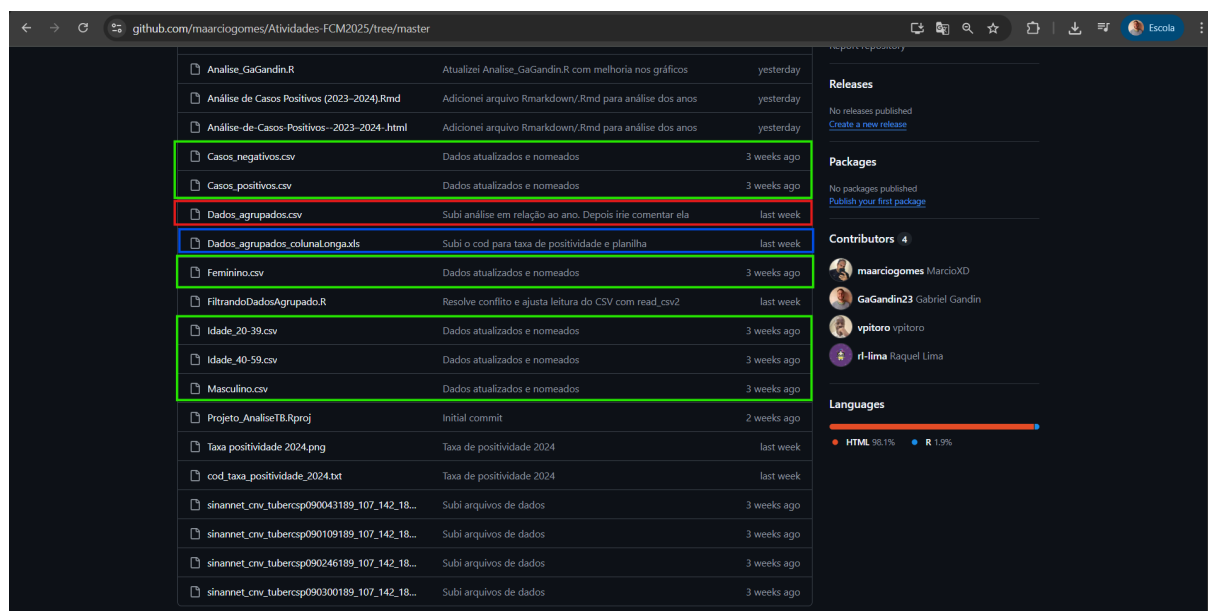 github.com/maarciogomes/Atividades-FCM2025/tree/master
Escola
Report repository
Analise_GaGandin.R Atualizei Analise_GaGandin.R com melhoria nos gráficos yesterday
Análise de Casos Positivos (2023–2024).Rmd Adicionei arquivo Rmarkdown/.Rmd para análise dos anos yesterday
Análise-de-Casos-Positivos--2023–2024-.html Adicionei arquivo Rmarkdown/.Rmd para análise dos anos yesterday
Casos_negativos.csv Dados atualizados e nomeados 3 weeks ago
Casos_positivos.csv Dados atualizados e nomeados 3 weeks ago
Dados_agrupados.csv Subi análise em relação ao ano. Depois irie comentar ela last week
Dados_agrupados_colunaLonga.xls Subi o cod para taxa de positividade e planilha last week
Feminino.csv Dados atualizados e nomeados 3 weeks ago
FiltrandoDadosAgrupado.R Resolve conflito e ajusta leitura do CSV com read_csv2 last week
Idade_20-39.csv Dados atualizados e nomeados 3 weeks ago
Idade_40-59.csv Dados atualizados e nomeados 3 weeks ago
Masculino.csv Dados atualizados e nomeados 3 weeks ago
Projeto_AnaliseTB.Rproj Initial commit 2 weeks ago
Taxa positividade 2024.png Taxa de positividade 2024 last week
cod_taxa_positividade_2024.txt Taxa de positividade 2024 last week
sinannet_cnv_tubercsp090043189_107_142_18... Subi arquivos de dados 3 weeks ago
sinannet_cnv_tubercsp090109189_107_142_18... Subi arquivos de dados 3 weeks ago
sinannet_cnv_tubercsp090246189_107_142_18... Subi arquivos de dados 3 weeks ago
sinannet_cnv_tubercsp090300189_107_142_18... Subi arquivos de dados 3 weeks ago
Releases
No releases published
Create a new release
Packages
No packages published
Publish your first package
Contributors 4
maarciogomes MarcioXD
GaGandin23 Gabriel Gandin
vpitoro vpitoro
rl-lima Raquel Lima
Languages
HTML 98.1% R 1.9%